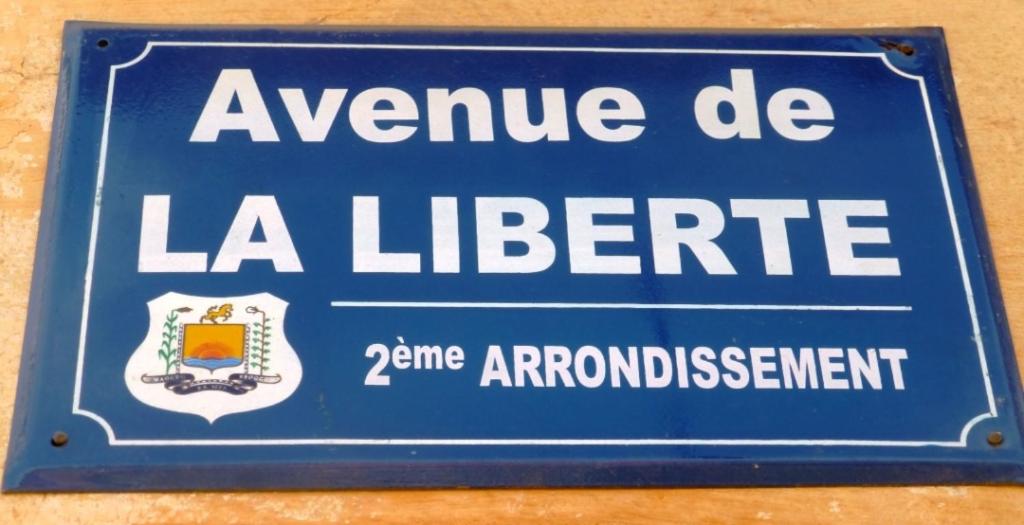 Avenue de
LA LIBERTE
2ème ARRONDISSEMENT